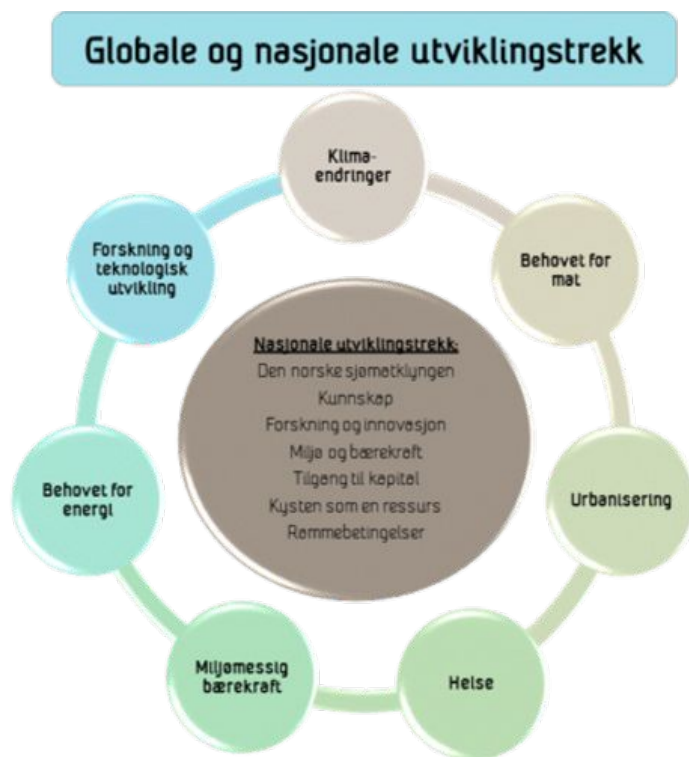 Globale og nasjonale utviklingstrekk
Klima-
endringer
Behovet for
mat
Urbanisering
Helse
Miljømessig
bærekraft
Behovet for
energi
Forskning og
teknologisk
utvikling
Nasjonale utviklingstrekk:
Den norske sjømatklyngen
Kunnskap
Forskning og innovasjon
Miljø og bærekraft
Tilgang til kapital
Kysten som en ressurs
Rammebetingelser